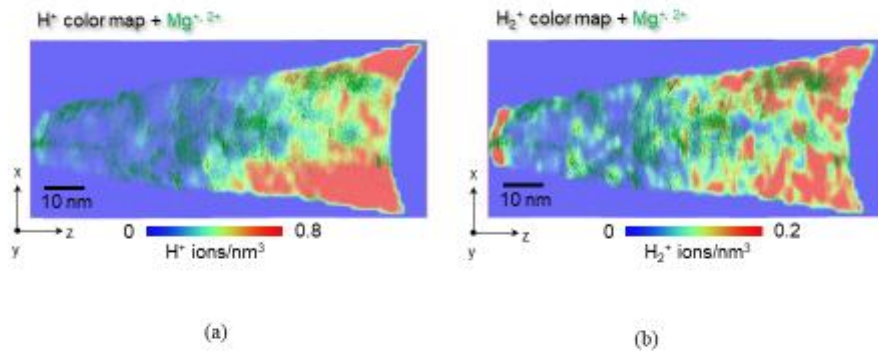 H⁺ color map + Mg⁺· ²⁺
x
10 nm
y
z
0
0.8
H⁺ ions/nm³
(a)
H₂⁺ color map + Mg⁺· ²⁺
x
10 nm
y
z
0
0.2
H₂⁺ ions/nm³
(b)